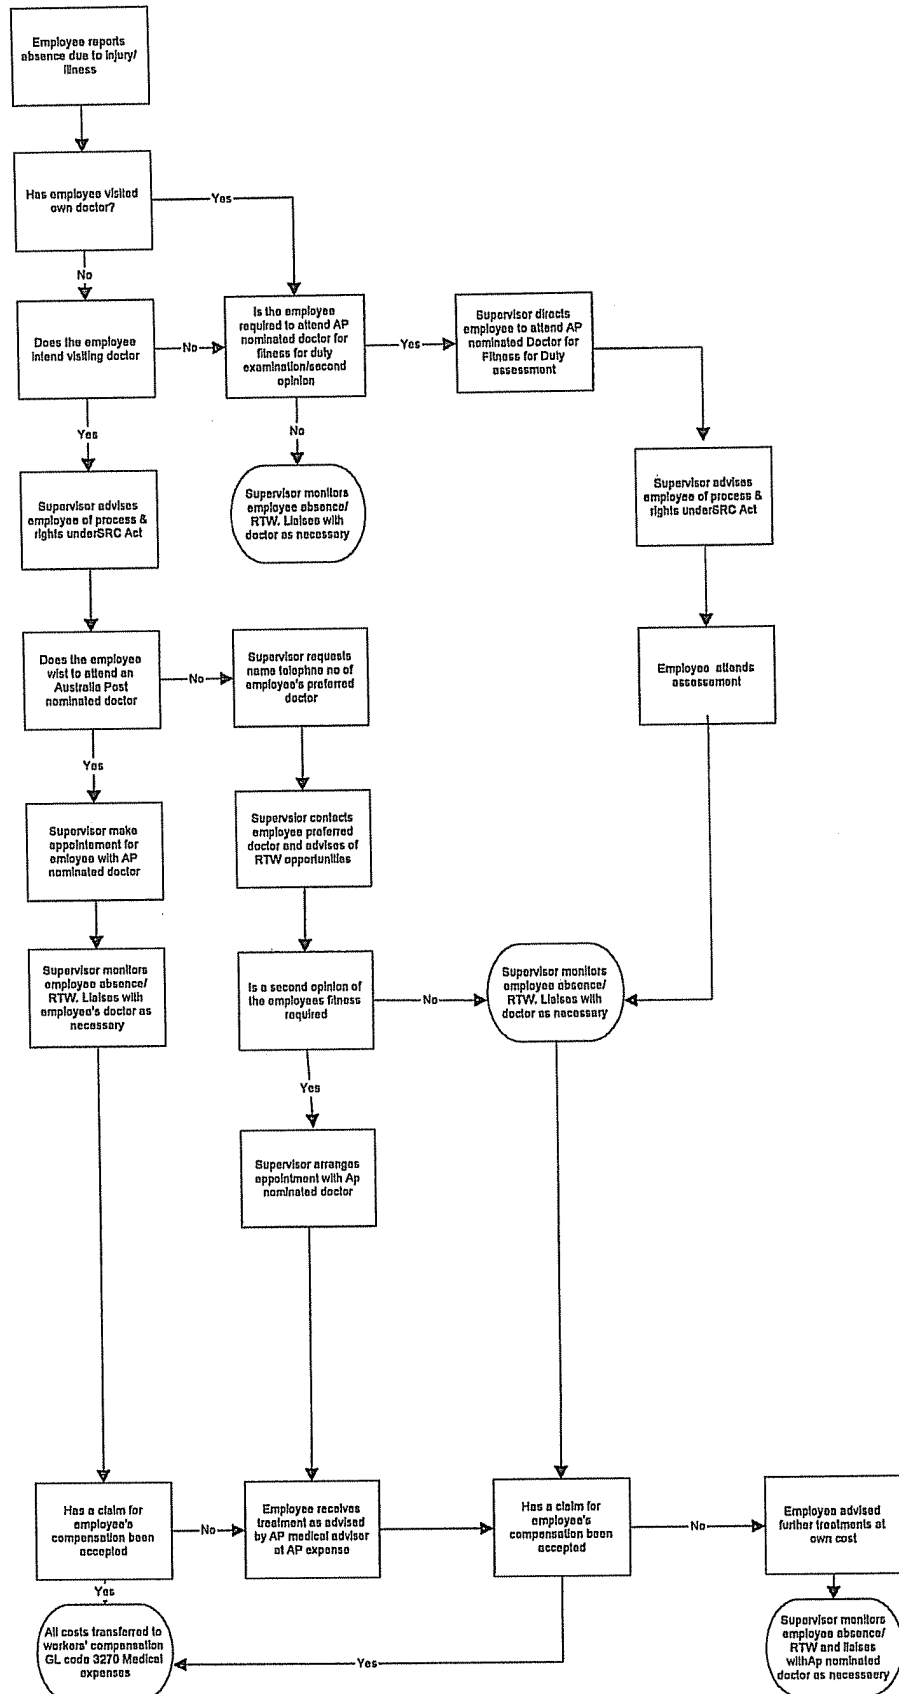 Employee reports
absence due to injury/
illness
Has employee visited
own doctor?
Yes
No
Does the employee
intend visiting doctor
No
Is the employee
required to attend AP
nominated doctor for
fitness for duty
examination/second
opinion
Yes
Supervisor directs
employee to attend AP
nominated Doctor for
Fitness for Duty
assessment
Yes
No
Supervisor advises
employee of process &
rights underSRC Act
Supervisor monitors
employee absence/
RTW. Liaises with
doctor as necessary
Supervisor advises
employee of process &
rights underSRC Act
Does the employee
wist to attend an
Australia Post
nominated doctor
No
Supervisor requests
name telephne no of
employee's preferred
doctor
Employee attends
assessement
Yes
Supervisor make
appointement for
emloyee with AP
nominated doctor
Supervsior contacts
employee preferred
doctor and advises of
RTW opportunities
Supervisor monitors
employee absence/
RTW. Liaises with
employee's doctor as
necessary
Is a second opinion of
the employees fitness
required
No
Supervisor monitors
employee absence/
RTW. Liaises with
doctor as necessary
Yes
Supervisor arranges
appointment with Ap
nominated doctor
Has a claim for
employee's
compensation been
accepted
No
Employee receives
treatment as advised
by AP medical advisor
at AP expense
Has a claim for
employee's
compensation been
accepted
No
Employee advised
further treatments at
own cost
Yes
All costs transferred to
workers' compensation
GL code 3270 Medical
expenses
Yes
Supervisor monitors
employee absence/
RTW and liaises
withAp nominated
doctor as necessaery